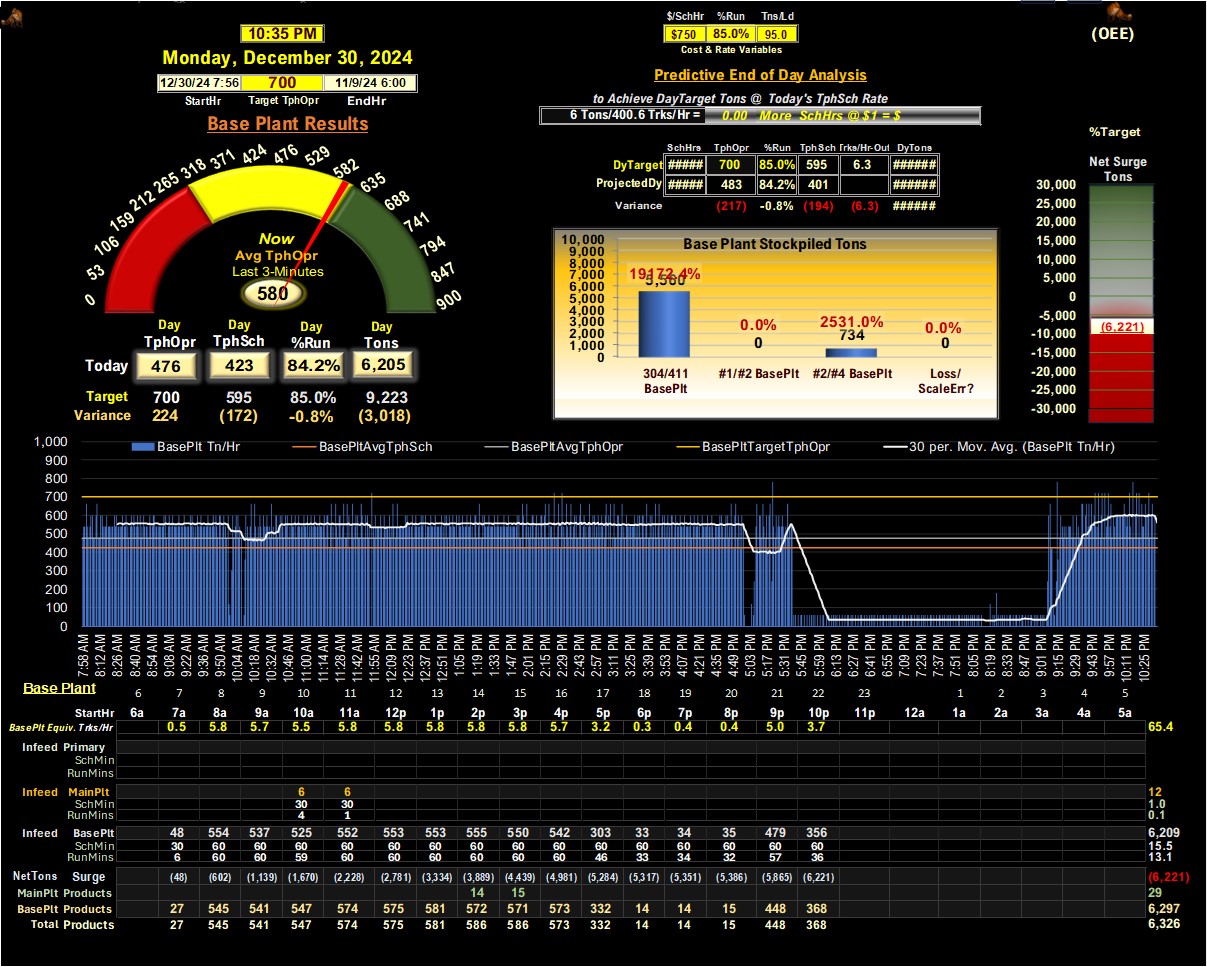 $/SchHr %Run Tns/Ld
$750 85.0% 95.0
Cost & Rate Variables
(OEE)
10:35 PM
Monday, December 30, 2024
12/30/24 7:56 700 11/9/24 6:00
StartHr Target TphOpr EndHr
Base Plant Results
Predictive End of Day Analysis
to Achieve DayTarget Tons @ Today's TphSch Rate
6 Tons/400.6 Trks/Hr = 0.00 More SchHrs @ $1 = $
SchHrs TphOpr %Run TphSch Trks/Hr-Out DyTons
DyTarget ##### 700 85.0% 595 6.3 ######
ProjectedDy ##### 483 84.2% 401 ######
Variance (217) -0.8% (194) (6.3) ######
0 53 106 159 212 265 318 371 424 476 529 582 635 688 741 794 847 900
Now
Avg TphOpr
Last 3-Minutes
580
Day Day Day Day
TphOpr TphSch %Run Tons
Today 476 423 84.2% 6,205
Target 700 595 85.0% 9,223
Variance 224 (172) -0.8% (3,018)
Base Plant Stockpiled Tons
10,000
9,000
8,000
7,000
6,000
5,000
4,000
3,000
2,000
1,000
0
19172.4% 0.0% 2531.0% 0.0%
0 734 0
304/411 BasePlt #1/#2 BasePlt #2/#4 BasePlt Loss/ ScaleErr?
%Target
Net Surge
Tons
30,000
25,000
20,000
15,000
10,000
5,000
0
-5,000
(6,221)
-10,000
-15,000
-20,000
-25,000
-30,000
BasePlt Tn/Hr BasePltAvgTphSch BasePltAvgTphOpr BasePltTargetTphOpr 30 per. Mov. Avg. (BasePlt Tn/Hr)
1,000
900
800
700
600
500
400
300
200
100
0
7:58 AM 8:12 AM 8:26 AM 8:40 AM 8:54 AM 9:08 AM 9:22 AM 9:36 AM 9:50 AM 10:04 AM 10:18 AM 10:32 AM 10:46 AM 11:00 AM 11:14 AM 11:28 AM 11:42 AM 11:55 AM 12:09 PM 12:23 PM 12:37 PM 12:51 PM 1:05 PM 1:19 PM 1:33 PM 1:47 PM 2:01 PM 2:15 PM 2:29 PM 2:43 PM 2:57 PM 3:11 PM 3:25 PM 3:39 PM 3:53 PM 4:07 PM 4:21 PM 4:35 PM 4:49 PM 5:03 PM 5:17 PM 5:31 PM 5:45 PM 5:59 PM 6:13 PM 6:27 PM 6:41 PM 6:55 PM 7:09 PM 7:23 PM 7:37 PM 7:51 PM 8:05 PM 8:19 PM 8:33 PM 8:47 PM 9:01 PM 9:15 PM 9:29 PM 9:43 PM 9:57 PM 10:11 PM 10:25 PM
Base Plant 6 7 8 9 10 11 12 13 14 15 16 17 18 19 20 21 22 23 1 2 3 4 5
StartHr 6a 7a 8a 9a 10a 11a 12p 1p 2p 3p 4p 5p 6p 7p 8p 9p 10p 11p 12a 1a 2a 3a 4a 5a
BasePlt Equiv. Trks/Hr 0.5 5.8 5.7 5.5 5.8 5.8 5.8 5.8 5.8 5.7 3.2 0.3 0.4 0.4 5.0 3.7 65.4
Infeed Primary
SchMin
RunMins
Infeed MainPlt 6 6 12
SchMin 30 30 1.0
RunMins 4 1 0.1
Infeed BasePlt 48 554 537 525 552 553 553 555 550 542 303 33 34 35 479 356 6,209
SchMin 30 60 60 60 60 60 60 60 60 60 60 60 60 60 60 60 15.5
RunMins 6 60 60 59 60 60 60 60 60 60 46 33 34 32 57 36 13.1
NetTons Surge (48) (602) (1,139) (1,670) (2,228) (2,781) (3,334) (3,889) (4,439) (4,981) (5,284) (5,317) (5,351) (5,386) (5,865) (6,221) (6,221)
MainPlt Products 14 15 29
BasePlt Products 27 545 541 547 574 575 581 572 571 573 332 14 14 15 448 368 6,297
Total Products 27 545 541 547 574 575 581 586 586 573 332 14 14 15 448 368 6,326